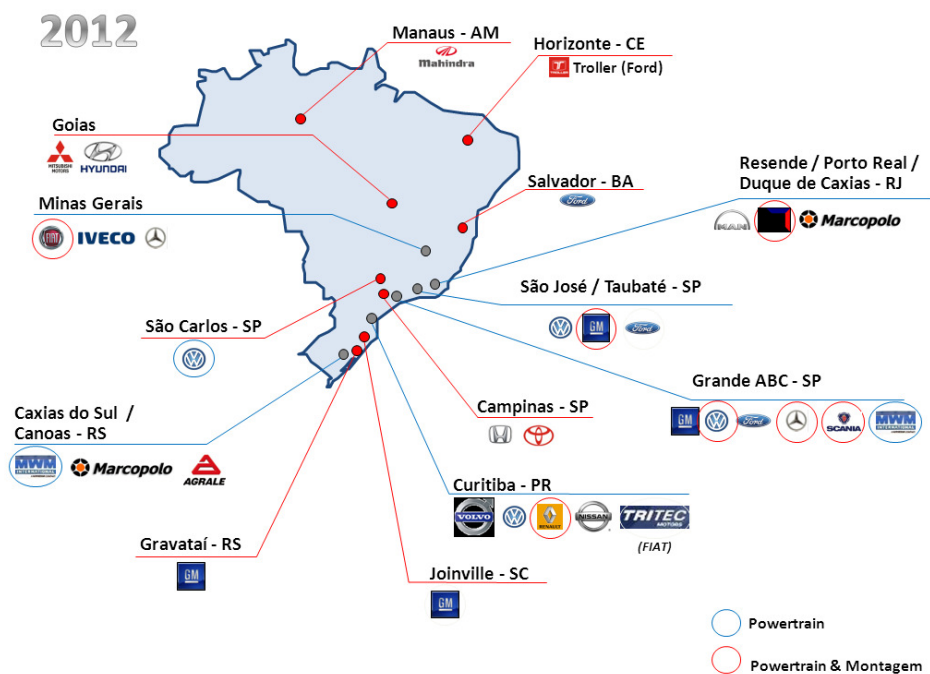 2012
Manaus - AM
Mahindra
Horizonte - CE
TROLLER
Troller (Ford)
Goias
MITSUBISHI
MOTORS
HYUNDAI
Resende / Porto Real /
Duque de Caxias - RJ
MAN
Marcopolo
Salvador - BA
Ford
Minas Gerais
FIAT
IVECO
São José / Taubaté - SP
GM
Ford
São Carlos - SP
Grande ABC - SP
GM
Ford
SCANIA
MWM
INTERNATIONAL
Caxias do Sul /
Canoas - RS
MWM
INTERNATIONAL
Marcopolo
AGRALE
Campinas - SP
Curitiba - PR
VOLVO
RENAULT
NISSAN
TRITEC
MOTORS
(FIAT)
Gravataí - RS
GM
Joinville - SC
GM
Powertrain
Powertrain & Montagem